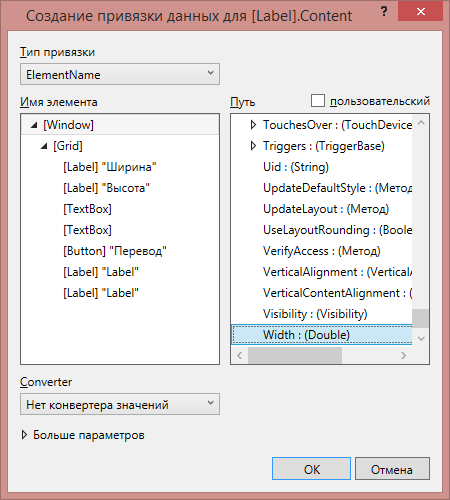 Создание привязки данных для [Label].Content
?
Тип привязки
ElementName
Имя элемента
[Window]
[Grid]
[Label] "Ширина"
[Label] "Высота"
[TextBox]
[TextBox]
[Button] "Перевод"
[Label] "Label"
[Label] "Label"
Путь
пользовательский
TouchesOver : (TouchDevice
Triggers : (TriggerBase)
Uid : (String)
UpdateDefaultStyle : (Метод
UpdateLayout : (Метод)
UseLayoutRounding : (Boole
VerifyAccess : (Метод)
VerticalAlignment : (VerticalA
VerticalContentAlignment : (
Visibility : (Visibility)
Width : (Double)
Converter
Нет конвертера значений
Больше параметров
ОК
Отмена